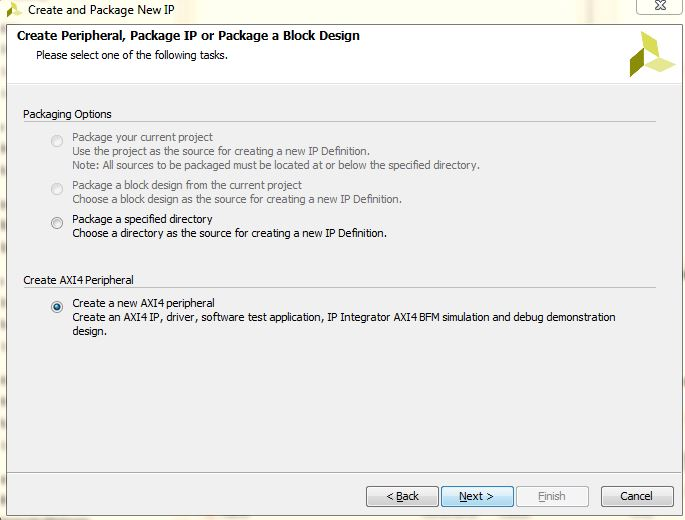 Create and Package New IP
Create Peripheral, Package IP or Package a Block Design
Please select one of the following tasks.
Packaging Options
Package your current project
Use the project as the source for creating a new IP Definition.
Note: All sources to be packaged must be located at or below the specified directory.
Package a block design from the current project
Choose a block design as the source for creating a new IP Definition.
Package a specified directory
Choose a directory as the source for creating a new IP Definition.
Create AXI4 Peripheral
Create a new AXI4 peripheral
Create an AXI4 IP, driver, software test application, IP Integrator AXI4 BFM simulation and debug demonstration
design.
< Back Next > Finish Cancel